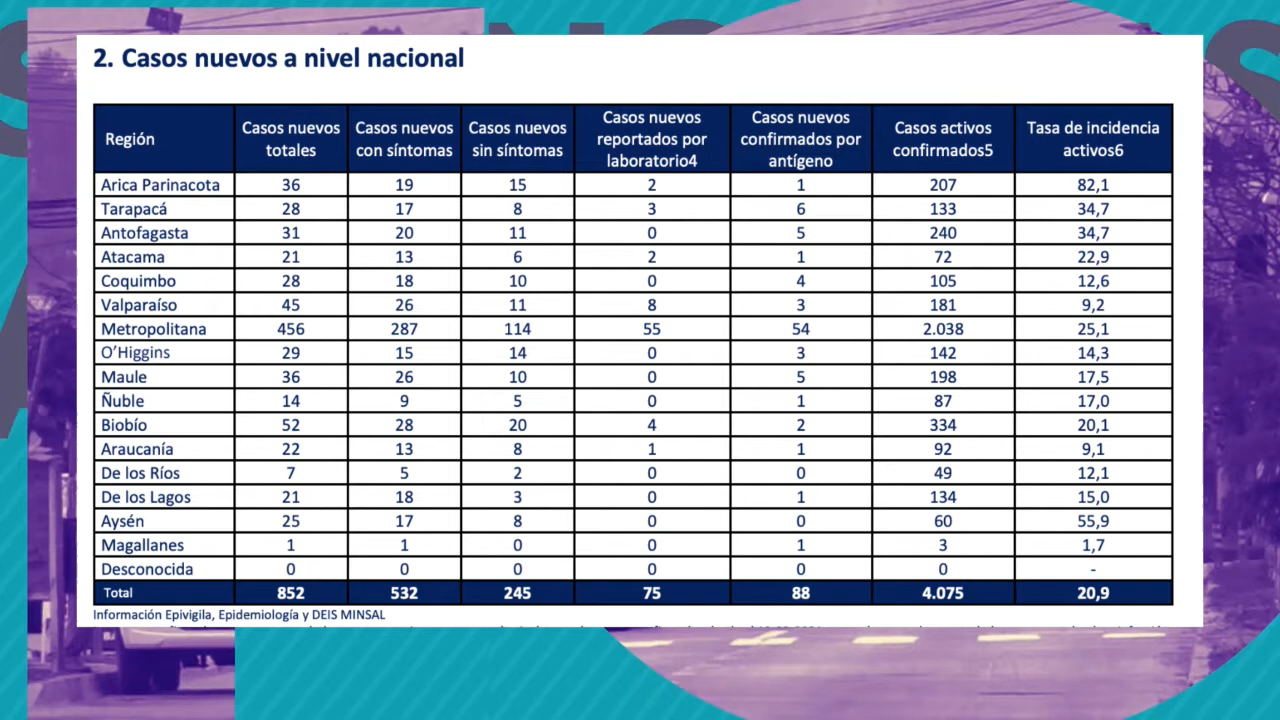 2. Casos nuevos a nivel nacional
Región Casos nuevos totales Casos nuevos con síntomas Casos nuevos sin síntomas Casos nuevos reportados por laboratorio4 Casos nuevos confirmados por antígeno Casos activos confirmados5 Tasa de incidencia activos6
Arica Parinacota 36 19 15 2 1 207 82,1
Tarapacá 28 17 8 3 6 133 34,7
Antofagasta 31 20 11 0 5 240 34,7
Atacama 21 13 6 2 1 72 22,9
Coquimbo 28 18 10 0 4 105 12,6
Valparaíso 45 26 11 8 3 181 9,2
Metropolitana 456 287 114 55 54 2.038 25,1
O’Higgins 29 15 14 0 3 142 14,3
Maule 36 26 10 0 5 198 17,5
Ñuble 14 9 5 0 1 87 17,0
Biobío 52 28 20 4 2 334 20,1
Araucanía 22 13 8 1 1 92 9,1
De los Ríos 7 5 2 0 0 49 12,1
De los Lagos 21 18 3 0 1 134 15,0
Aysén 25 17 8 0 0 60 55,9
Magallanes 1 1 0 0 1 3 1,7
Desconocida 0 0 0 0 0 0 -
Total 852 532 245 75 88 4.075 20,9
Información Epivigila, Epidemiología y DEIS MINSAL